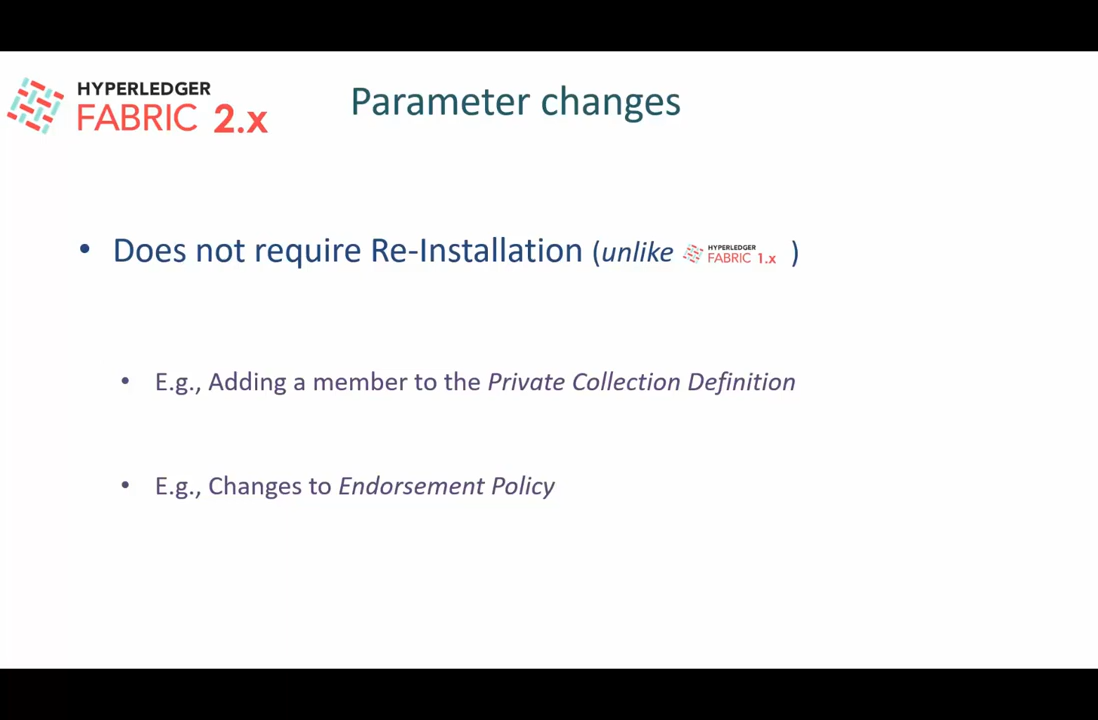 HYPERLEDGER
FABRIC 2.x
Parameter changes
• Does not require Re-Installation (unlike HYPERLEDGER FABRIC 1.x )
• E.g., Adding a member to the Private Collection Definition
• E.g., Changes to Endorsement Policy